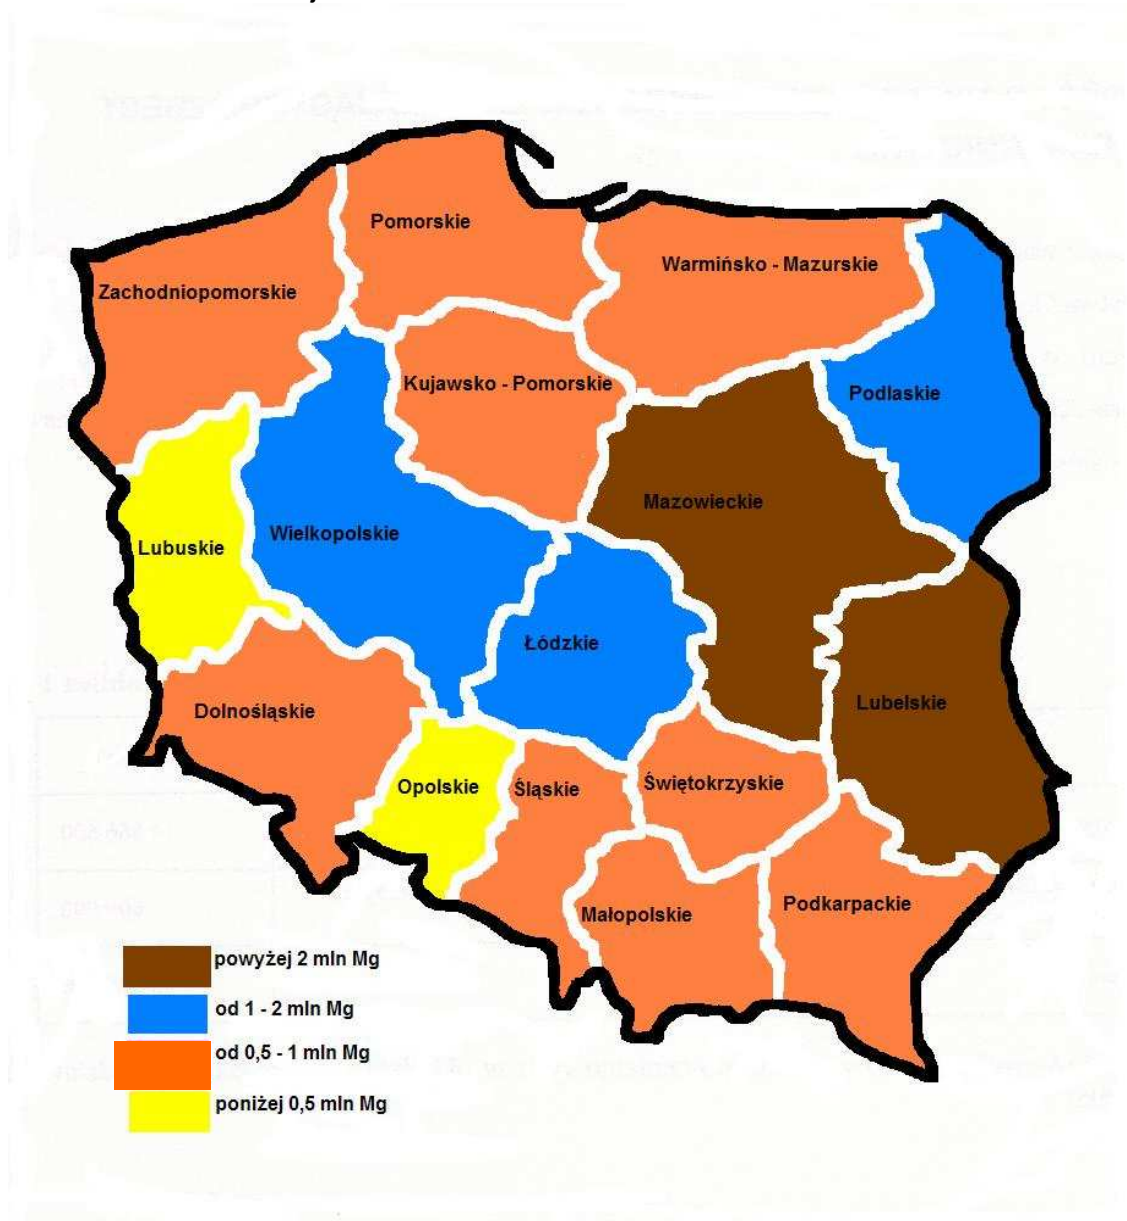 Pomorskie
Warmińsko - Mazurskie
Zachodniopomorskie
Kujawsko - Pomorskie
Podlaskie
Mazowieckie
Wielkopolskie
Lubuskie
Łódzkie
Lubelskie
Dolnośląskie
Opolskie
Śląskie
Świętokrzyskie
Małopolskie
Podkarpackie
powyżej 2 mln Mg
od 1 - 2 mln Mg
od 0,5 - 1 mln Mg
poniżej 0,5 mln Mg